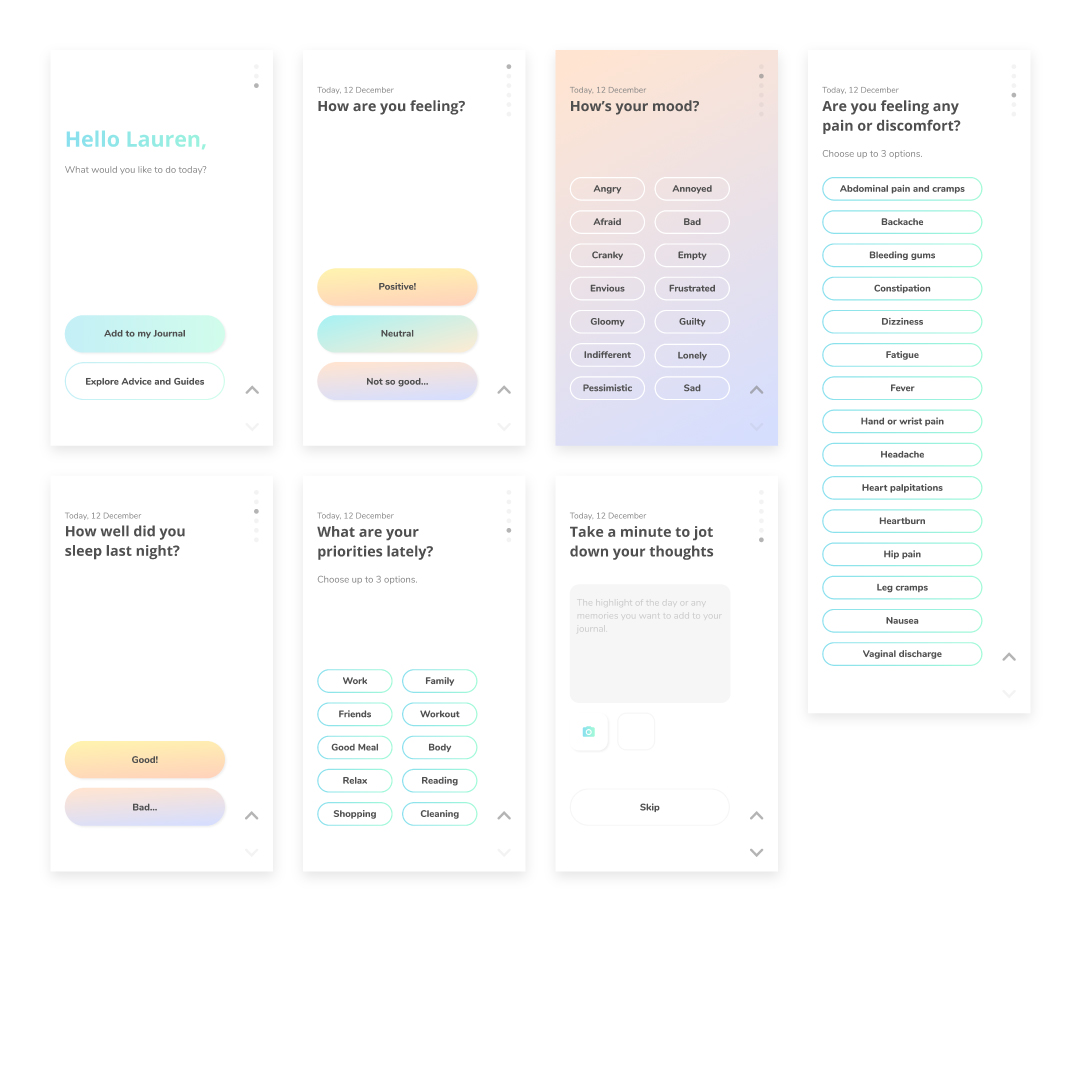 Hello Lauren,
What would you like to do today?
Add to my Journal
Explore Advice and Guides
Today, 12 December
How are you feeling?
Positive!
Neutral
Not so good...
Today, 12 December
How's your mood?
Angry
Annoyed
Afraid
Bad
Cranky
Empty
Envious
Frustrated
Gloomy
Guilty
Indifferent
Lonely
Pessimistic
Sad
Today, 12 December
Are you feeling any
pain or discomfort?
Choose up to 3 options.
Abdominal pain and cramps
Backache
Bleeding gums
Constipation
Dizziness
Fatigue
Fever
Hand or wrist pain
Headache
Heart palpitations
Heartburn
Hip pain
Leg cramps
Nausea
Vaginal discharge
Today, 12 December
How well did you
sleep last night?
Good!
Bad...
Today, 12 December
What are your
priorities lately?
Choose up to 3 options.
Work
Family
Friends
Workout
Good Meal
Body
Relax
Reading
Shopping
Cleaning
Today, 12 December
Take a minute to jot
down your thoughts
The highlight of the day or any
memories you want to add to your
journal.
Skip